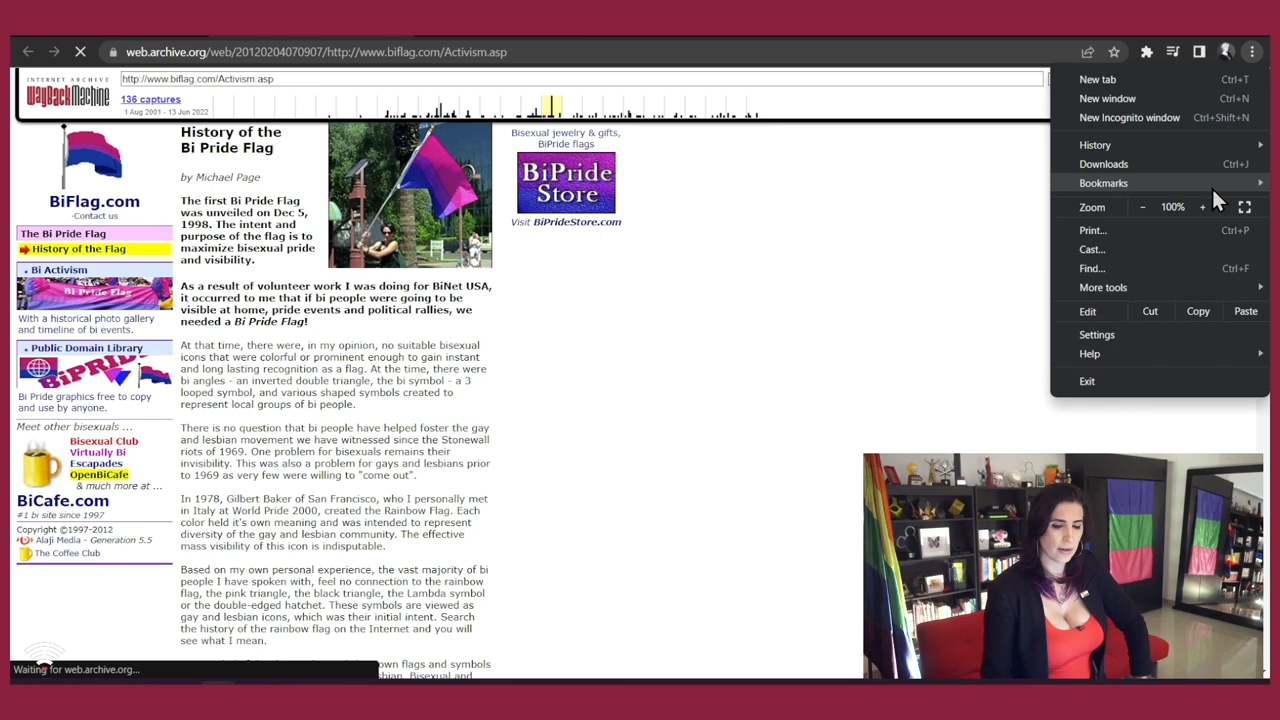 web.archive.org/web/20120204070907/http://www.biflag.com/Activism.asp
INTERNET ARCHIVE
WayBackMachine
http://www.biflag.com/Activism.asp
136 captures
1 Aug 2001 - 13 Jun 2022
BiFlag.com
·Contact us
The Bi Pride Flag
History of the Flag
Bi Activism
Bi Pride Flag
With a historical photo gallery
and timeline of bi events.
Public Domain Library
BiPRIDE
Bi Pride graphics free to copy
and use by anyone.
Meet other bisexuals ...
Bisexual Club
Virtually Bi
Escapades
OpenBiCafe
& much more at ...
BiCafe.com
#1 bi site since 1997
Copyright ©1997-2012
Alaji Media - Generation 5.5
The Coffee Club
Waiting for web.archive.org...
History of the
Bi Pride Flag
by Michael Page
The first Bi Pride Flag
was unveiled on Dec 5,
1998. The intent and
purpose of the flag is to
maximize bisexual pride
and visibility.
As a result of volunteer work I was doing for BiNet USA,
it occurred to me that if bi people were going to be
visible at home, pride events and political rallies, we
needed a Bi Pride Flag!
At that time, there were, in my opinion, no suitable bisexual
icons that were colorful or prominent enough to gain instant
and long lasting recognition as a flag. At the time, there were
bi angles - an inverted double triangle, the bi symbol - a 3
looped symbol, and various shaped symbols created to
represent local groups of bi people.
There is no question that bi people have helped foster the gay
and lesbian movement we have witnessed since the Stonewall
riots of 1969. One problem for bisexuals remains their
invisibility. This was also a problem for gays and lesbians prior
to 1969 as very few were willing to "come out".
In 1978, Gilbert Baker of San Francisco, who I personally met
in Italy at World Pride 2000, created the Rainbow Flag. Each
color held it's own meaning and was intended to represent
diversity of the gay and lesbian community. The effective
mass visibility of this icon is indisputable.
Based on my own personal experience, the vast majority of bi
people I have spoken with, feel no connection to the rainbow
flag, the pink triangle, the black triangle, the Lambda symbol
or the double-edged hatchet. These symbols are viewed as
gay and lesbian icons, which was their initial intent. Search
the history of the rainbow flag on the Internet and you will
see what I mean.
own flags and symbols
Bisexual and
Bisexual jewelry & gifts,
BiPride flags
BiPride
Store
Visit BiPrideStore.com
New tab Ctrl+T
New window Ctrl+N
New Incognito window Ctrl+Shift+N
History
Downloads Ctrl+J
Bookmarks
Zoom - 100% +
Print... Ctrl+P
Cast...
Find... Ctrl+F
More tools
Edit Cut Copy Paste
Settings
Help
Exit